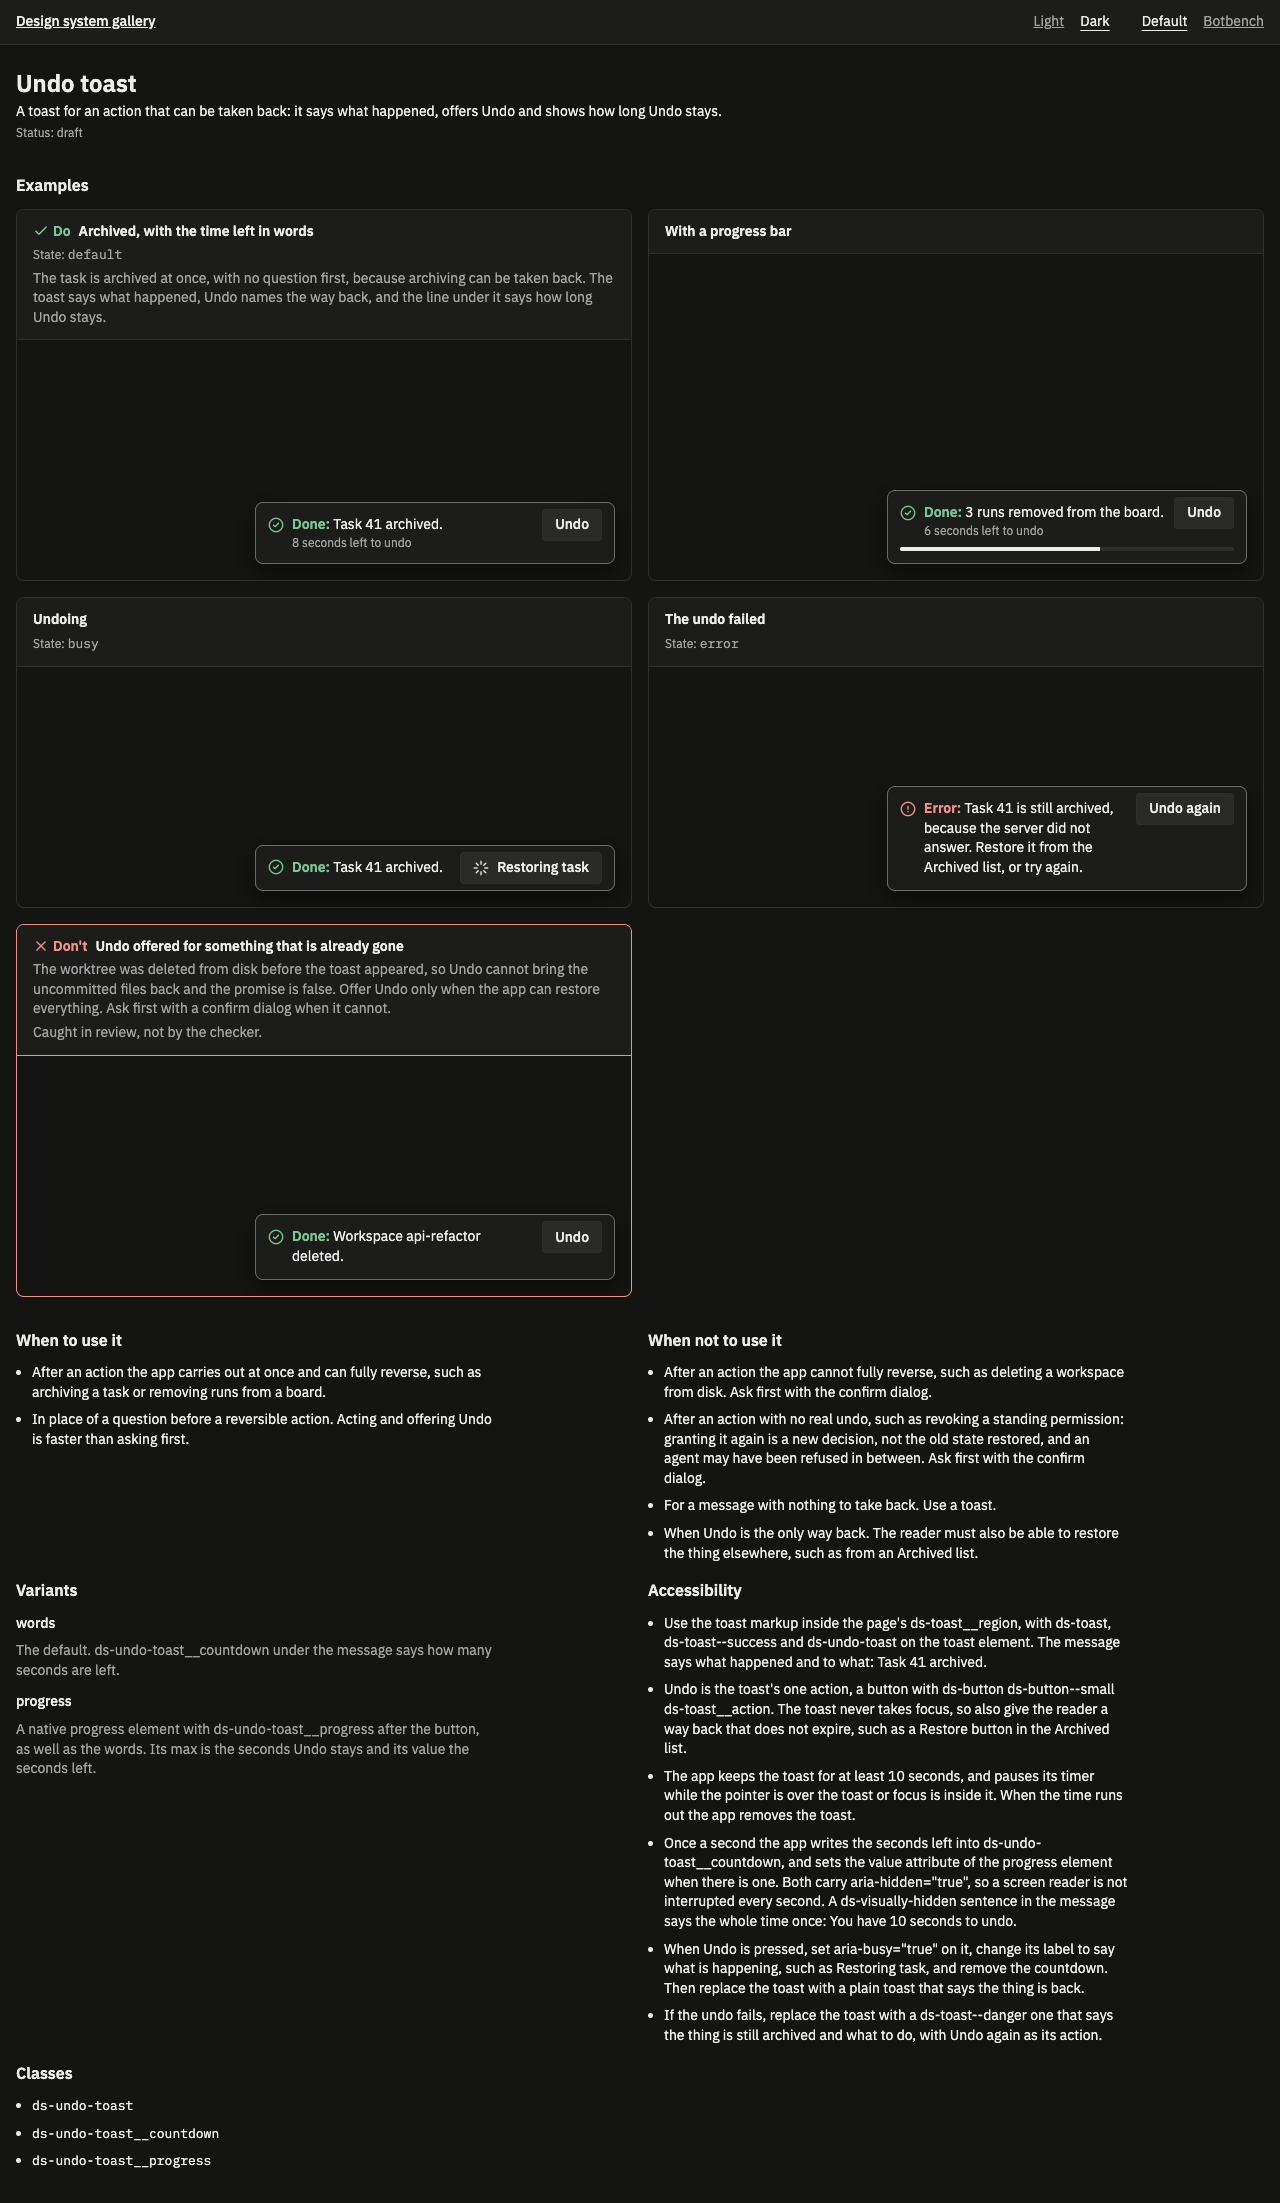 Design system gallery
Light Dark Default Botbench
Undo toast
A toast for an action that can be taken back: it says what happened, offers Undo and shows how long Undo stays.
Status: draft
Examples
Do Archived, with the time left in words
State: default
The task is archived at once, with no question first, because archiving can be taken back. The
toast says what happened, Undo names the way back, and the line under it says how long
Undo stays.
Done: Task 41 archived.
8 seconds left to undo
Undo
With a progress bar
Done: 3 runs removed from the board.
6 seconds left to undo
Undo
Undoing
State: busy
Done: Task 41 archived.
Restoring task
The undo failed
State: error
Error: Task 41 is still archived,
because the server did not
answer. Restore it from the
Archived list, or try again.
Undo again
Don't Undo offered for something that is already gone
The worktree was deleted from disk before the toast appeared, so Undo cannot bring the
uncommitted files back and the promise is false. Offer Undo only when the app can restore
everything. Ask first with a confirm dialog when it cannot.
Caught in review, not by the checker.
Done: Workspace api-refactor
deleted.
Undo
When to use it
After an action the app carries out at once and can fully reverse, such as
archiving a task or removing runs from a board.
In place of a question before a reversible action. Acting and offering Undo
is faster than asking first.
When not to use it
After an action the app cannot fully reverse, such as deleting a workspace
from disk. Ask first with the confirm dialog.
After an action with no real undo, such as revoking a standing permission:
granting it again is a new decision, not the old state restored, and an
agent may have been refused in between. Ask first with the confirm
dialog.
For a message with nothing to take back. Use a toast.
When Undo is the only way back. The reader must also be able to restore
the thing elsewhere, such as from an Archived list.
Variants
words
The default. ds-undo-toast__countdown under the message says how many
seconds are left.
progress
A native progress element with ds-undo-toast__progress after the button,
as well as the words. Its max is the seconds Undo stays and its value the
seconds left.
Accessibility
Use the toast markup inside the page's ds-toast__region, with ds-toast,
ds-toast--success and ds-undo-toast on the toast element. The message
says what happened and to what: Task 41 archived.
Undo is the toast's one action, a button with ds-button ds-button--small
ds-toast__action. The toast never takes focus, so also give the reader a
way back that does not expire, such as a Restore button in the Archived
list.
The app keeps the toast for at least 10 seconds, and pauses its timer
while the pointer is over the toast or focus is inside it. When the time runs
out the app removes the toast.
Once a second the app writes the seconds left into ds-undo-
toast__countdown, and sets the value attribute of the progress element
when there is one. Both carry aria-hidden="true", so a screen reader is not
interrupted every second. A ds-visually-hidden sentence in the message
says the whole time once: You have 10 seconds to undo.
When Undo is pressed, set aria-busy="true" on it, change its label to say
what is happening, such as Restoring task, and remove the countdown.
Then replace the toast with a plain toast that says the thing is back.
If the undo fails, replace the toast with a ds-toast--danger one that says
the thing is still archived and what to do, with Undo again as its action.
Classes
ds-undo-toast
ds-undo-toast__countdown
ds-undo-toast__progress